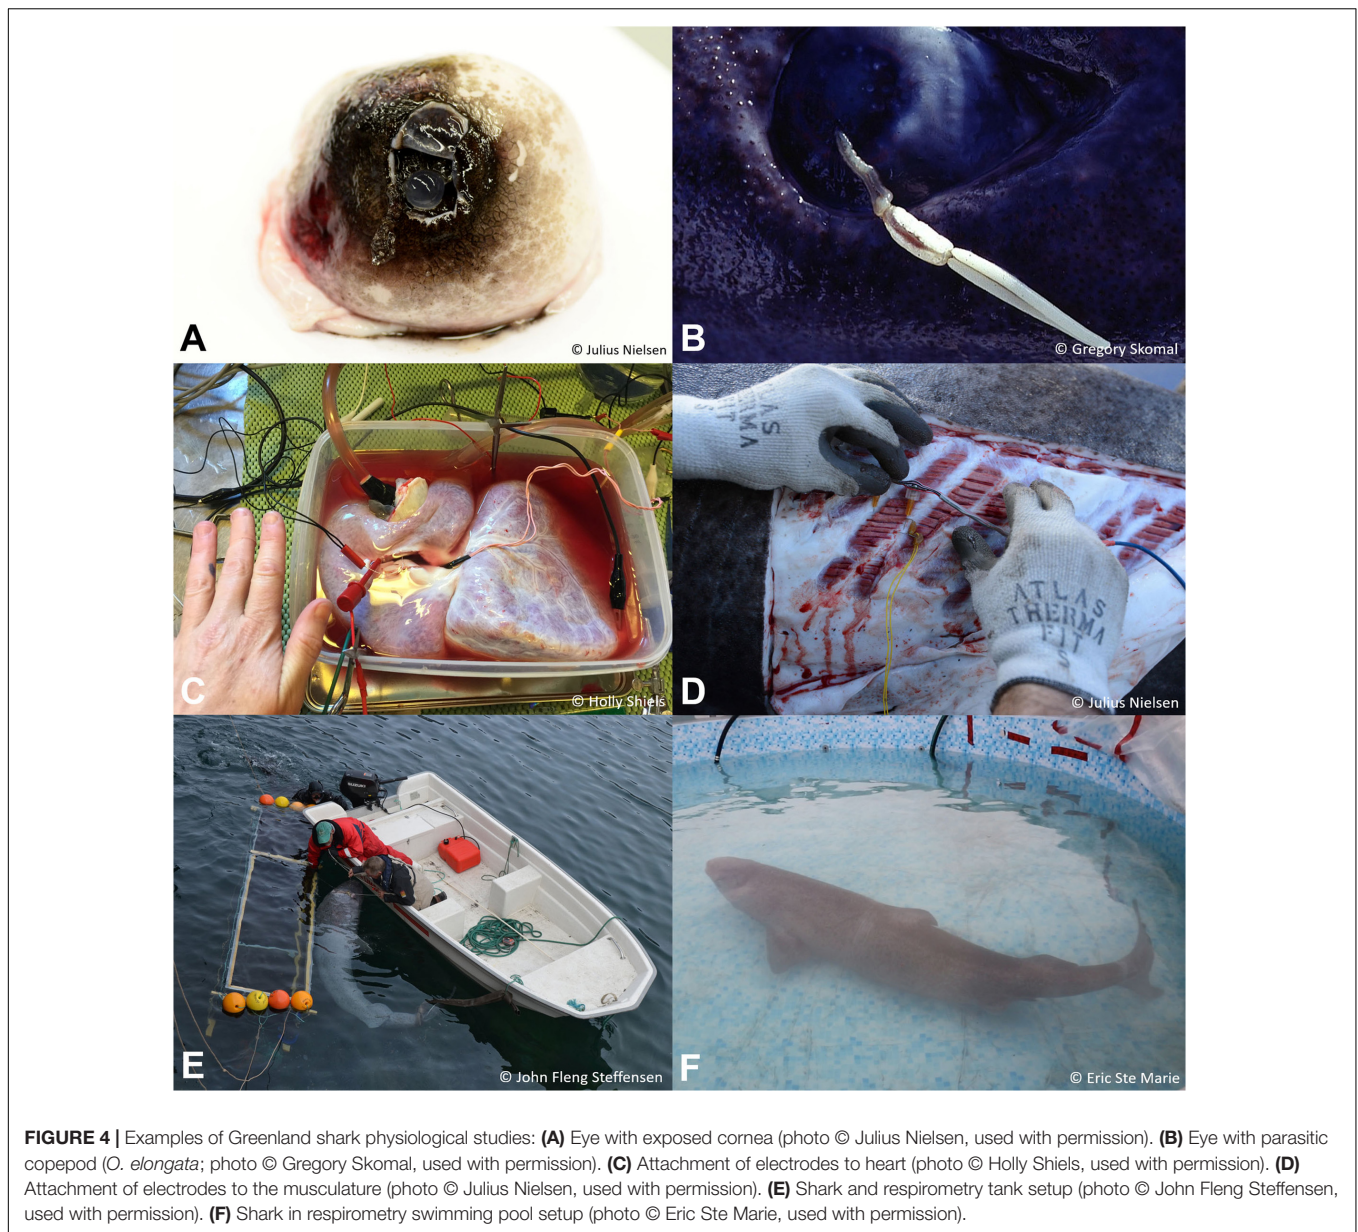 A
© Julius Nielsen
B
© Gregory Skomal
C
© Holly Shiels
ATLAS
THERMA
FIT
D
© Julius Nielsen
SUZUKI
E
© John Fleng Steffensen
F
© Eric Ste Marie
FIGURE 4 | Examples of Greenland shark physiological studies: (A) Eye with exposed cornea (photo © Julius Nielsen, used with permission). (B) Eye with parasitic
copepod (O. elongata; photo © Gregory Skomal, used with permission). (C) Attachment of electrodes to heart (photo © Holly Shiels, used with permission). (D)
Attachment of electrodes to the musculature (photo © Julius Nielsen, used with permission). (E) Shark and respirometry tank setup (photo © John Fleng Steffensen,
used with permission). (F) Shark in respirometry swimming pool setup (photo © Eric Ste Marie, used with permission).